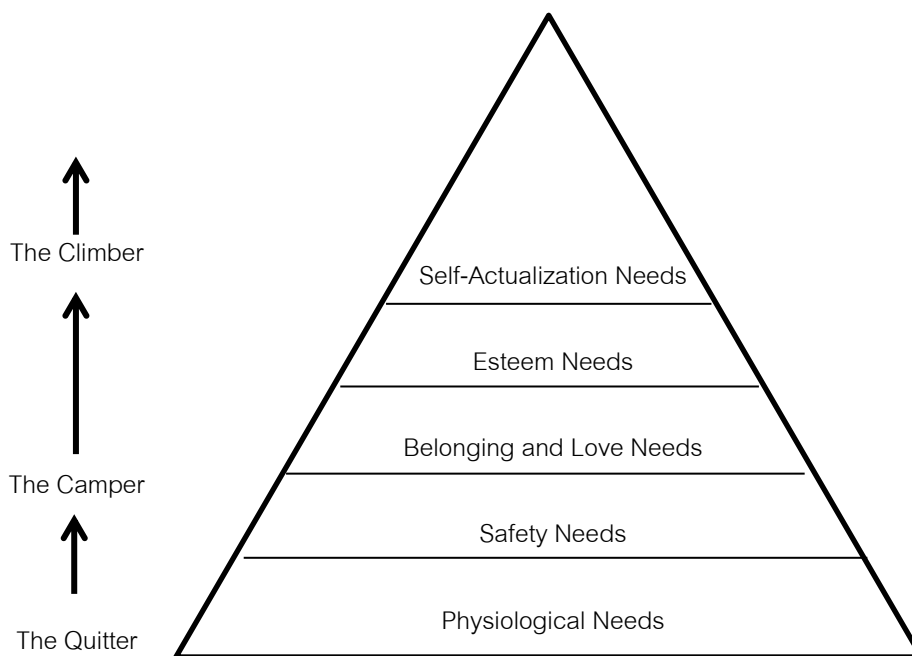 The Climber
Self-Actualization Needs
Esteem Needs
Belonging and Love Needs
The Camper
Safety Needs
Physiological Needs
The Quitter